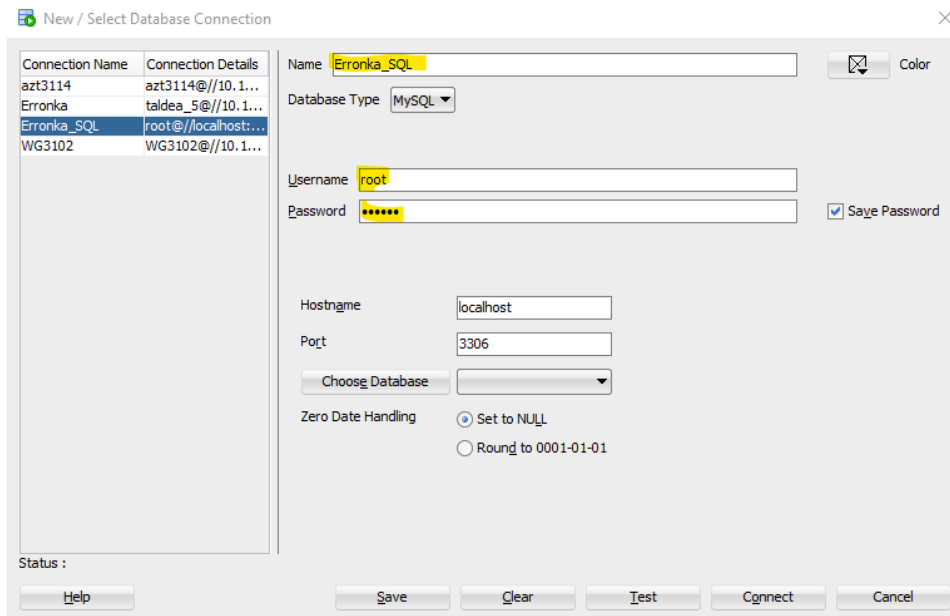 New / Select Database Connection
Connection Name Connection Details
azt3114 azt3114@//10.1...
Erronka taldea_5@//10.1...
Erronka_SQL root@//localhost:...
WG3102 WG3102@//10.1...
Name Erronka_SQL
Color
Database Type MySQL
Username root
Password ••••••
Save Password
Hostname localhost
Port 3306
Choose Database
Zero Date Handling Set to NULL
Round to 0001-01-01
Status :
Help Save Clear Test Connect Cancel